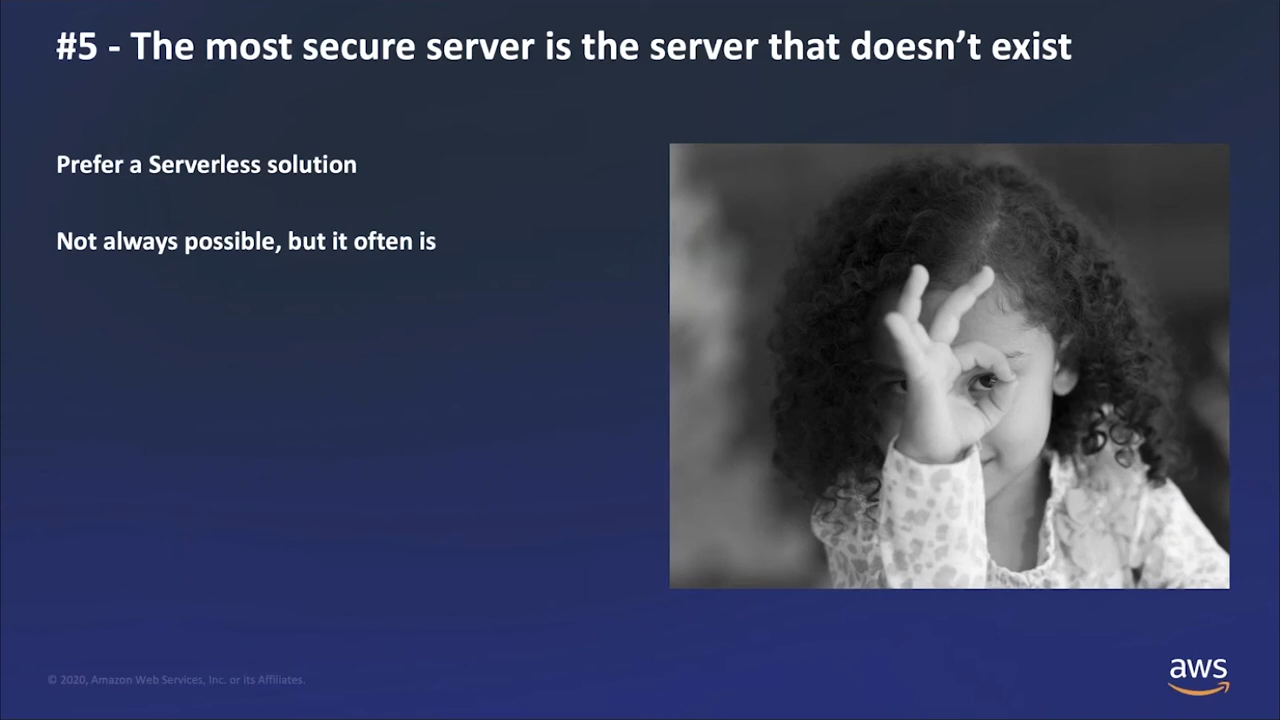 #5 - The most secure server is the server that doesn’t exist
Prefer a Serverless solution
Not always possible, but it often is
© 2020, Amazon Web Services, Inc. or its Affiliates.
aws